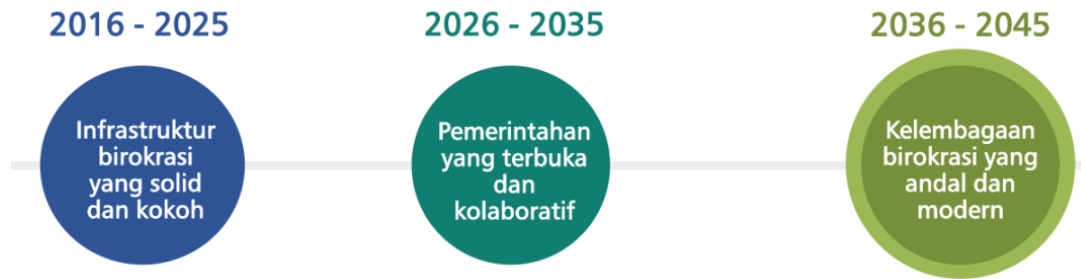 2016 - 2025
Infrastruktur
birokrasi
yang solid
dan kokoh
2026 - 2035
Pemerintahan
yang terbuka
dan
kolaboratif
2036 - 2045
Kelembagaan
birokrasi yang
andal dan
modern